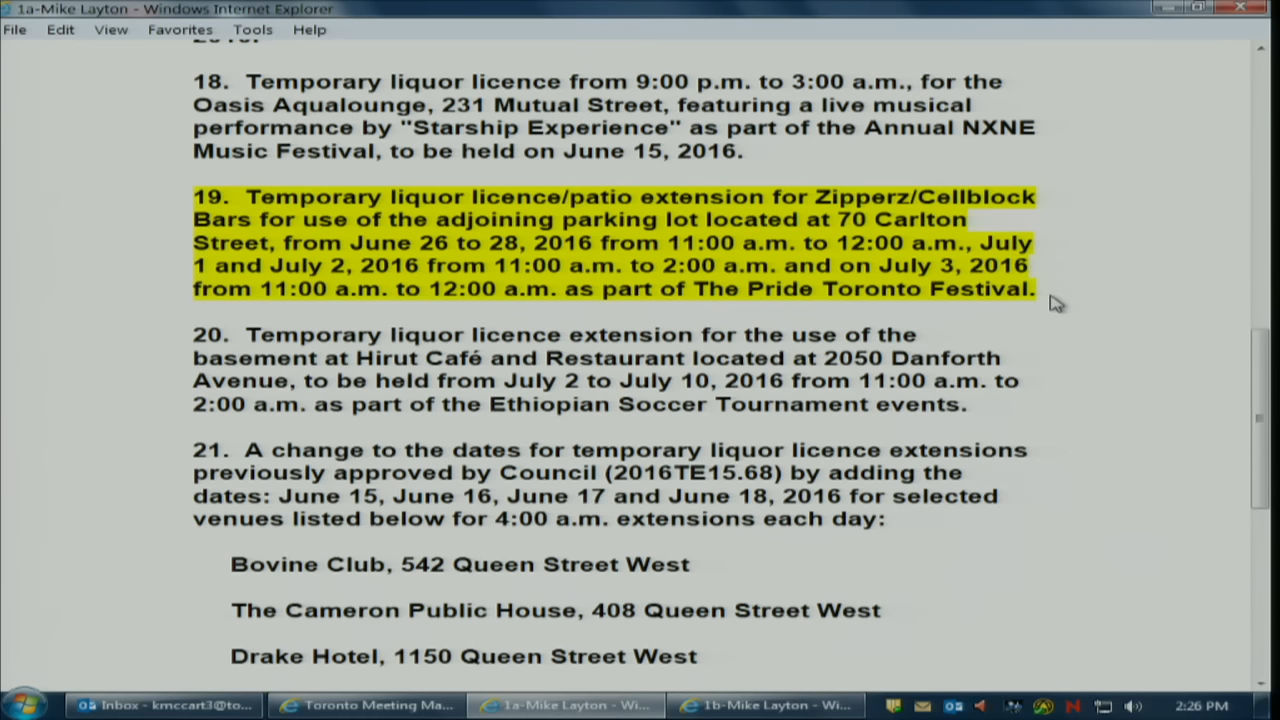 1a-Mike Layton - Windows Internet Explorer
File Edit View Favorites Tools Help
2016.
18. Temporary liquor licence from 9:00 p.m. to 3:00 a.m., for the
Oasis Aqualounge, 231 Mutual Street, featuring a live musical
performance by "Starship Experience" as part of the Annual NXNE
Music Festival, to be held on June 15, 2016.
19. Temporary liquor licence/patio extension for Zipperz/Cellblock
Bars for use of the adjoining parking lot located at 70 Carlton
Street, from June 26 to 28, 2016 from 11:00 a.m. to 12:00 a.m., July
1 and July 2, 2016 from 11:00 a.m. to 2:00 a.m. and on July 3, 2016
from 11:00 a.m. to 12:00 a.m. as part of The Pride Toronto Festival.
20. Temporary liquor licence extension for the use of the
basement at Hirut Café and Restaurant located at 2050 Danforth
Avenue, to be held from July 2 to July 10, 2016 from 11:00 a.m. to
2:00 a.m. as part of the Ethiopian Soccer Tournament events.
21. A change to the dates for temporary liquor licence extensions
previously approved by Council (2016TE15.68) by adding the
dates: June 15, June 16, June 17 and June 18, 2016 for selected
venues listed below for 4:00 a.m. extensions each day:
Bovine Club, 542 Queen Street West
The Cameron Public House, 408 Queen Street West
Drake Hotel, 1150 Queen Street West
Inbox - kmccart3@to... Toronto Meeting Ma... 1a-Mike Layton - Wi... 1b-Mike Layton - Wi... 2:26 PM